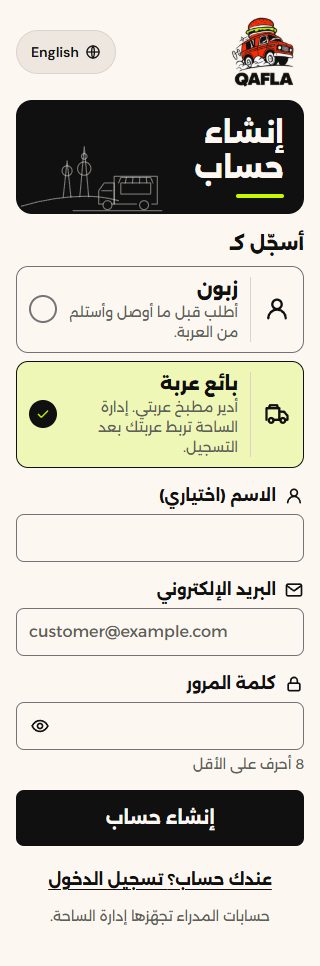 QAFLA
English
إنشاء
حساب
أسجّل كـ
زبون
أطلب قبل ما أوصل وأستلم
من العربة.
بائع عربة
أدير مطبخ عربتي. إدارة
الساحة تربط عربتك بعد
التسجيل.
الاسم (اختياري)
البريد الإلكتروني
customer@example.com
كلمة المرور
8 أحرف على الأقل
إنشاء حساب
عندك حساب؟ تسجيل الدخول
حسابات المدراء تجهّزها إدارة الساحة.